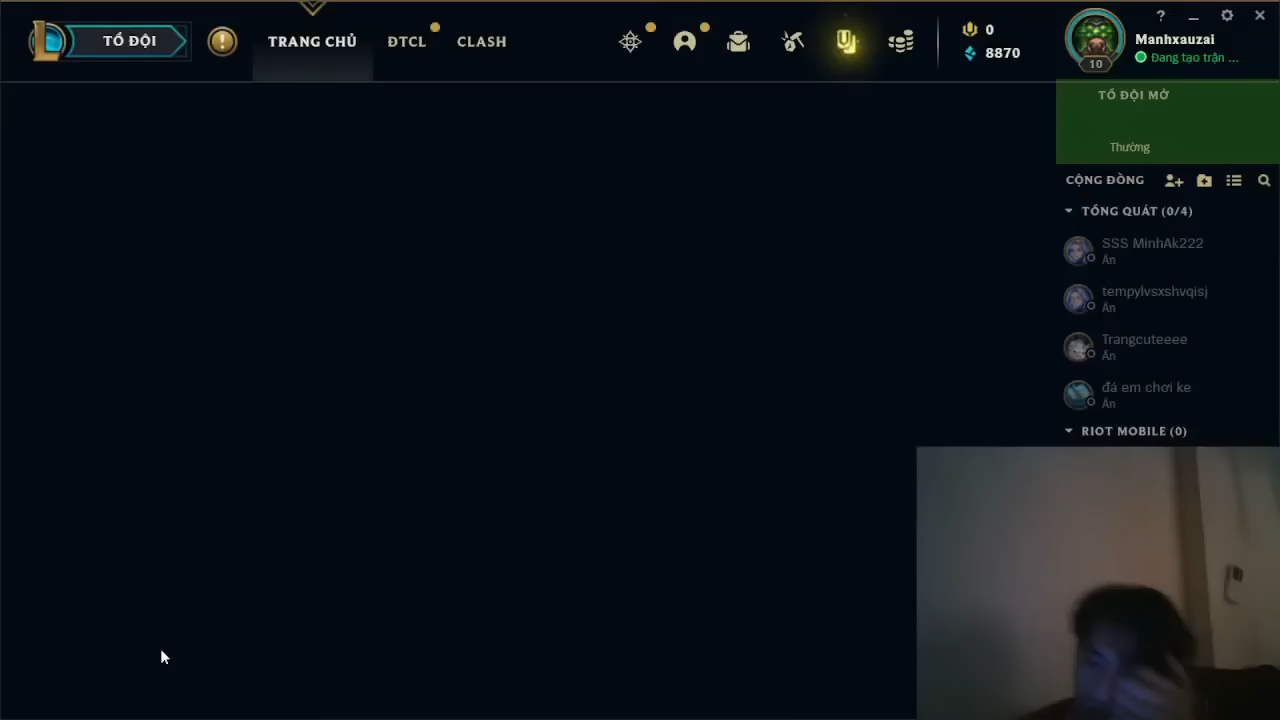 TỔ ĐỘI
TRANG CHỦ
ĐTCL
CLASH
0
8870
10
?
Manhxauzai
Đang tạo trận ...
TỔ ĐỘI MỞ
Thường
CỘNG ĐỒNG
TỔNG QUÁT (0/4)
SSS MinhAk222
Ẩn
tempylvsxshvqisj
Ẩn
Trangcuteeee
Ẩn
đá em chơi ke
Ẩn
RIOT MOBILE (0)